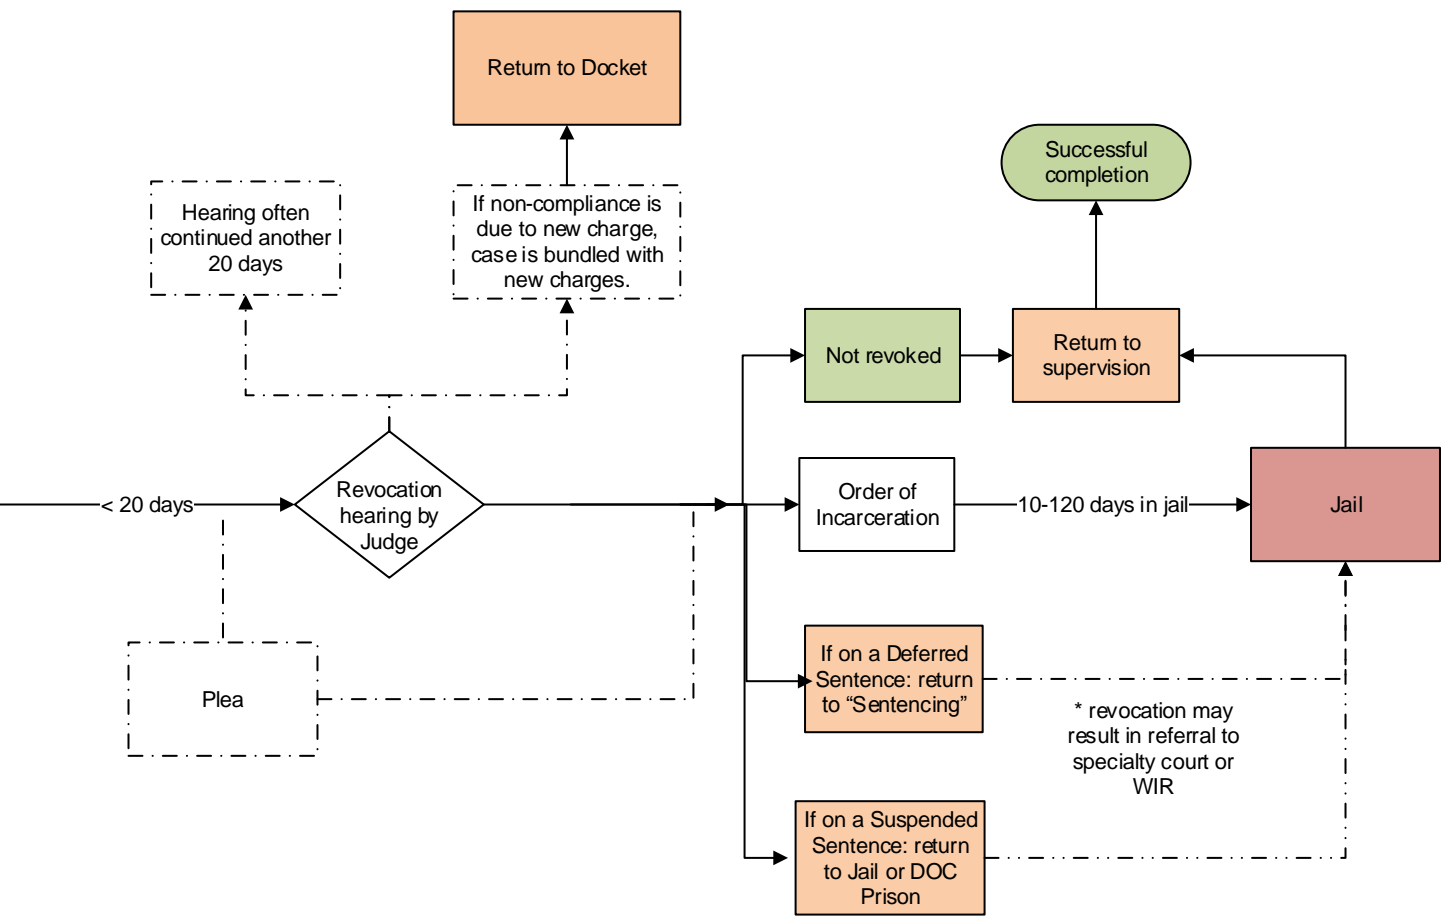 Return to Docket
Successful
completion
Hearing often
continued another
20 days
If non-compliance is
due to new charge,
case is bundled with
new charges.
Not revoked
Return to
supervision
< 20 days
Revocation
hearing by
Judge
Order of
Incarceration
10-120 days in jail
Jail
Plea
If on a Deferred
Sentence: return
to “Sentencing”
* revocation may
result in referral to
specialty court or
WIR
If on a Suspended
Sentence: return
to Jail or DOC
Prison